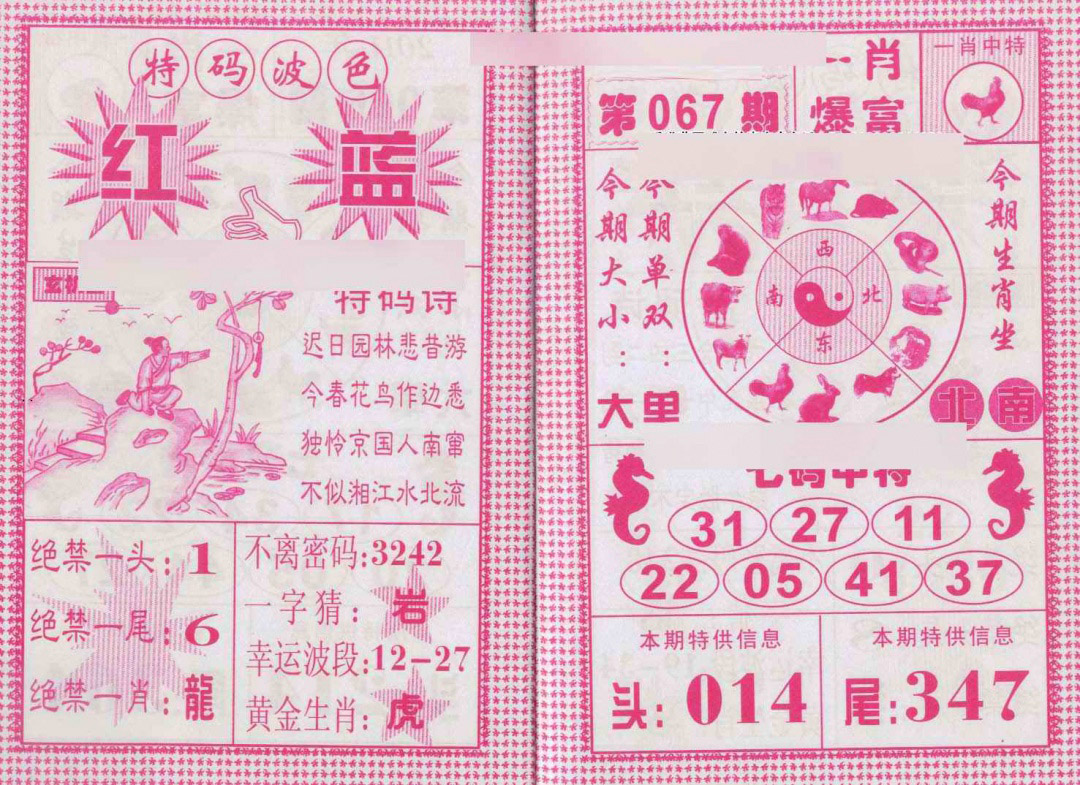 特码波色
红 蓝
特码诗
迟日园林悲昔游
今春花鸟作边悉
独怜京国人南窜
不似湘江水北流
绝禁一头：1
绝禁一尾：6
绝禁一肖：龍
不离密码：3242
一字猜：岩
幸运波段：12-27
黄金生肖：虎
第067期
一肖
爆富
一肖中特
今期大小：大
今期单双：单
西
南 北
东
今期生肖坐
北南
七码中特
31 27 11
22 05 41 37
本期特供信息
头：014
本期特供信息
尾：347